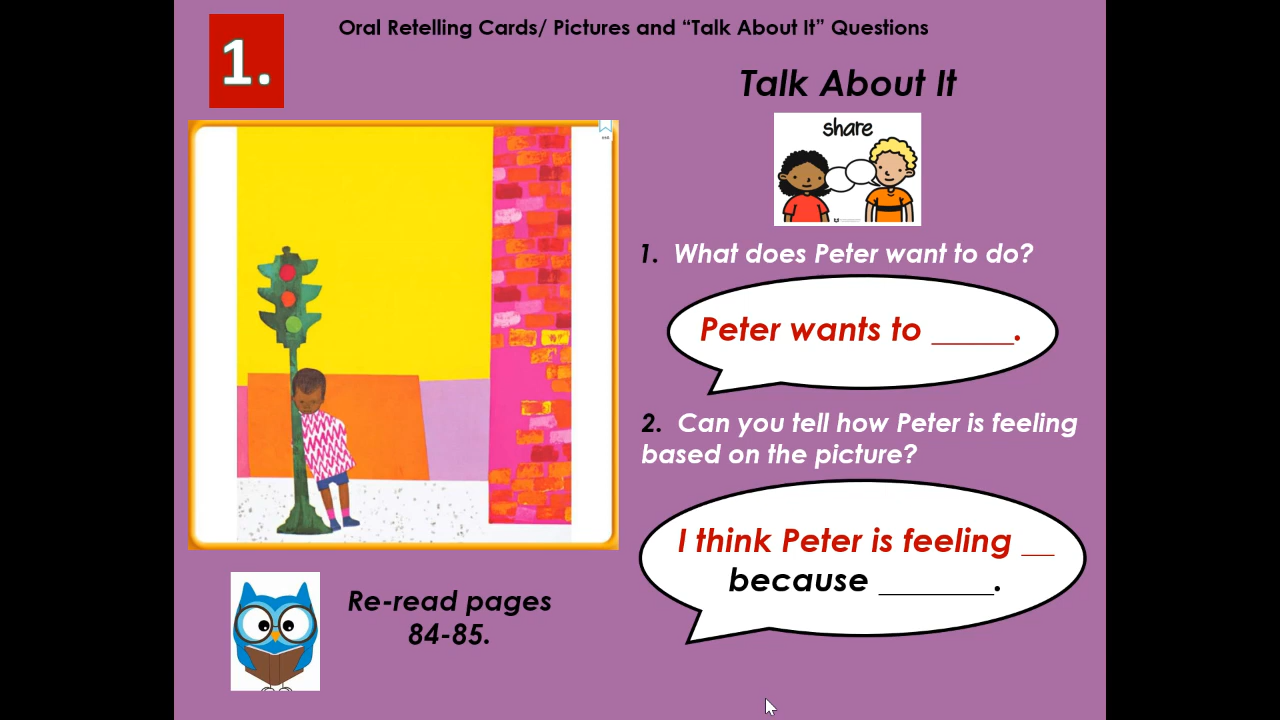 1.
Oral Retelling Cards/ Pictures and “Talk About It” Questions
Talk About It
share
1. What does Peter want to do?
Peter wants to _____.
2. Can you tell how Peter is feeling
based on the picture?
I think Peter is feeling __
because _______.
Re-read pages
84-85.